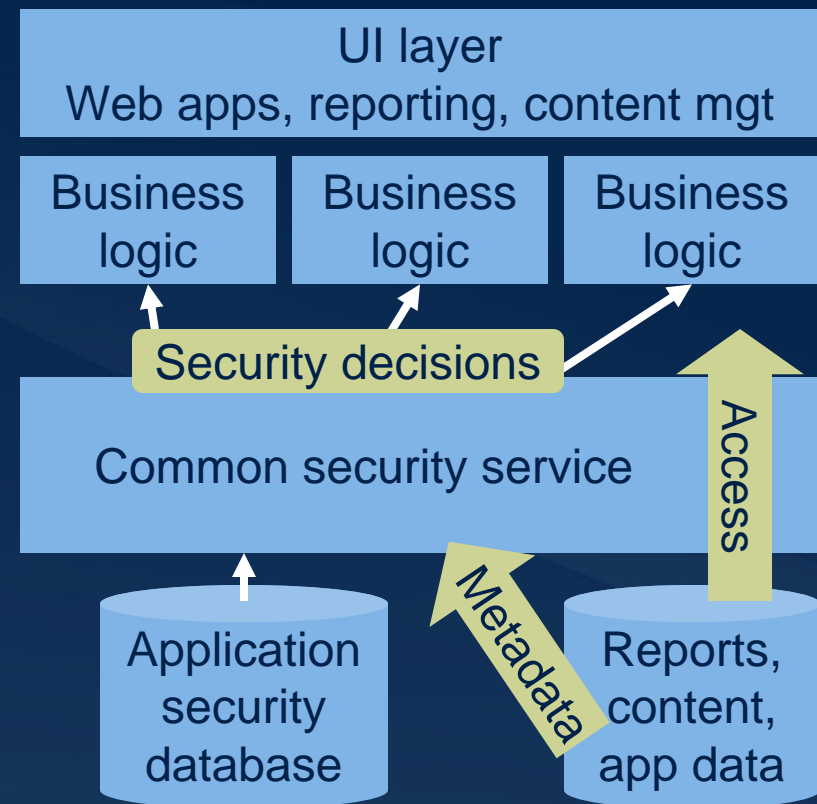 UI layer
Web apps, reporting, content mgt
Business
logic
Business
logic
Business
logic
Security decisions
Common security service
Access
Metadata
Application
security
database
Reports,
content,
app data